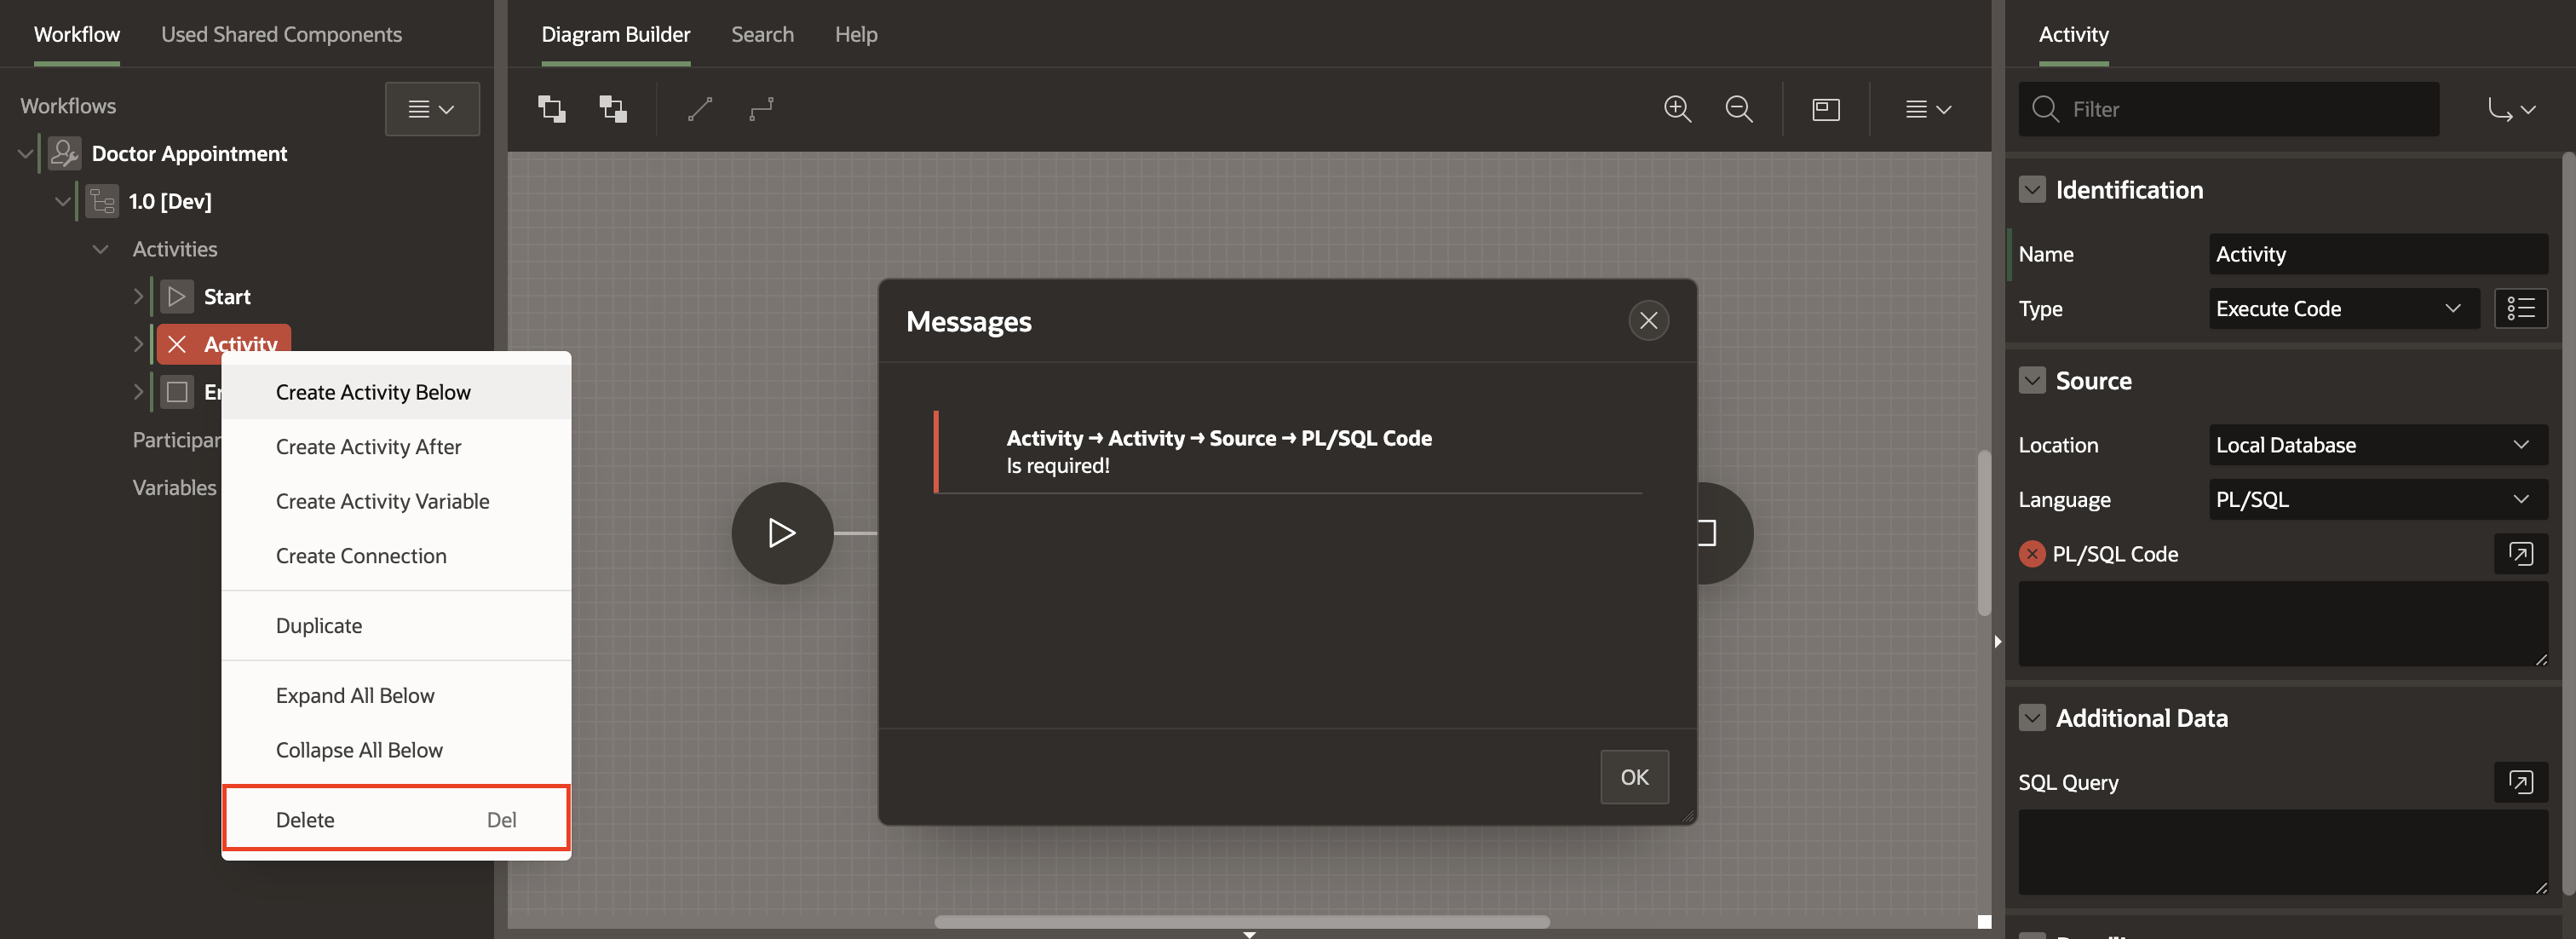 Workflow
Used Shared Components
Workflows
Doctor Appointment
1.0 [Dev]
Activities
Start
Activity
Create Activity Below
Create Activity After
Create Activity Variable
Create Connection
Duplicate
Expand All Below
Collapse All Below
Delete Del
Variables
Diagram Builder
Search
Help
Messages
Activity → Activity → Source → PL/SQL Code
Is required!
OK
Activity
Filter
Identification
Name Activity
Type Execute Code
Source
Location Local Database
Language PL/SQL
PL/SQL Code
Additional Data
SQL Query